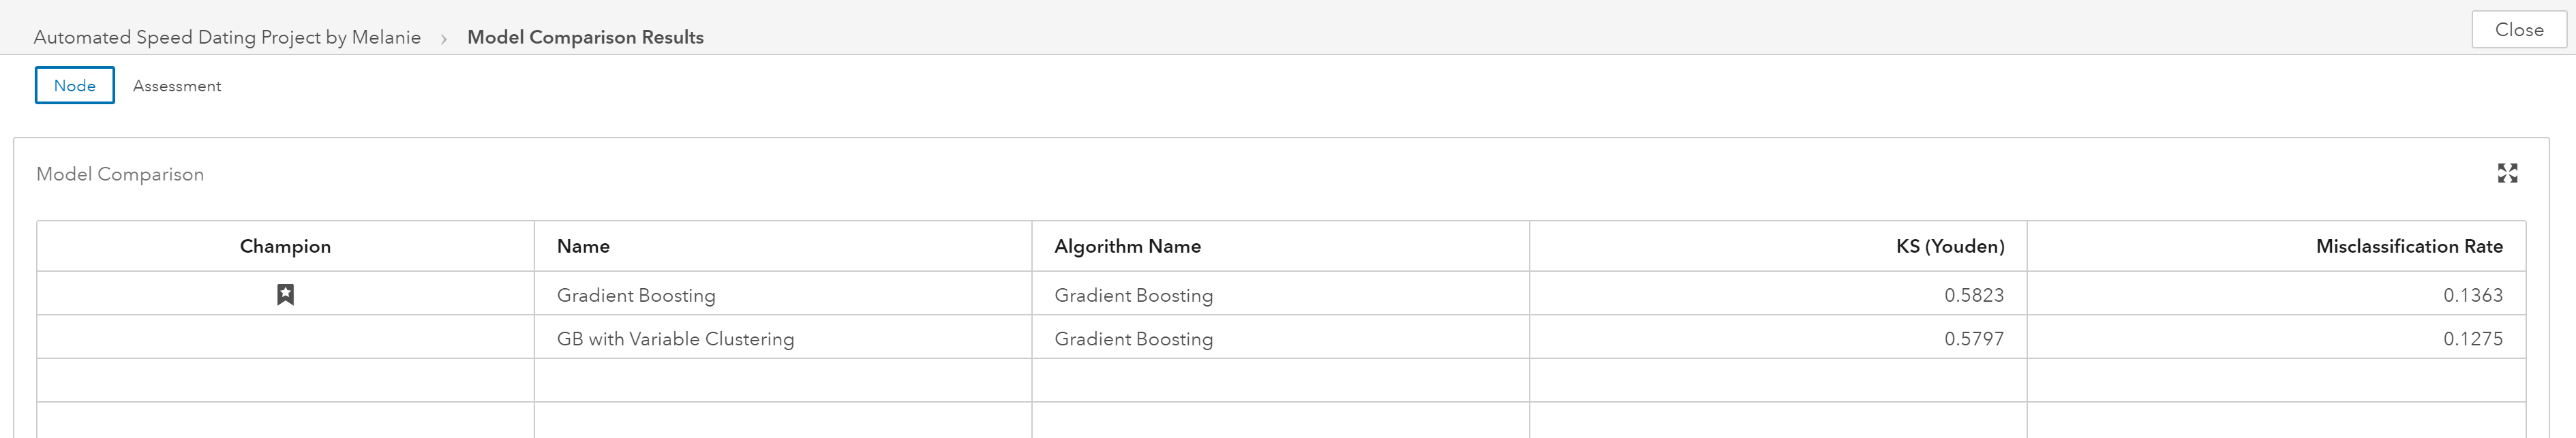 Automated Speed Dating Project by Melanie › Model Comparison Results Close
Node Assessment
Model Comparison
Champion Name Algorithm Name KS (Youden) Misclassification Rate
Gradient Boosting Gradient Boosting 0.5823 0.1363
GB with Variable Clustering Gradient Boosting 0.5797 0.1275